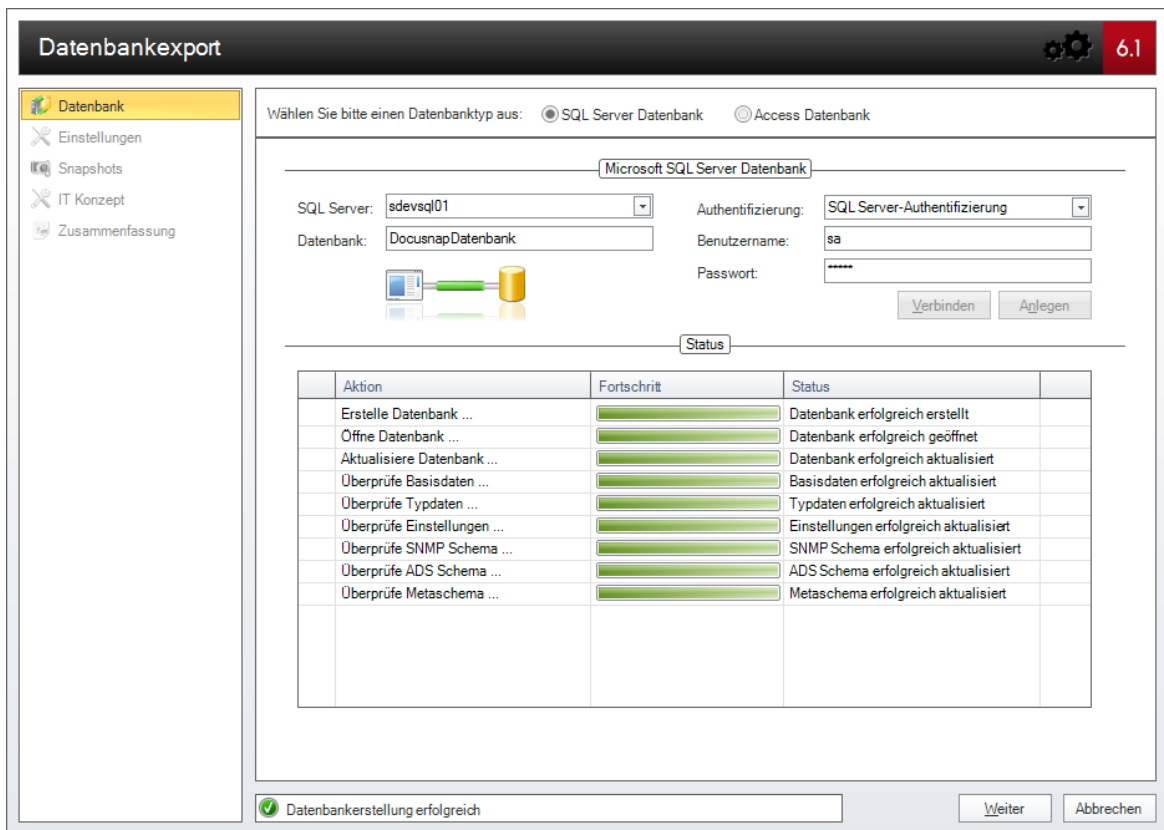 Datenbankexport
6.1
Datenbank
Einstellungen
Snapshots
IT Konzept
Zusammenfassung
Wählen Sie bitte einen Datenbanktyp aus: SQL Server Datenbank Access Datenbank
Microsoft SQL Server Datenbank
SQL Server: sdevsql01
Datenbank: DocusnapDatenbank
Authentifizierung: SQL Server-Authentifizierung
Benutzername: sa
Passwort: *****
Verbinden Anlegen
Status
Aktion Fortschritt Status
Erstelle Datenbank ... Datenbank erfolgreich erstellt
Öffne Datenbank ... Datenbank erfolgreich geöffnet
Aktualisiere Datenbank ... Datenbank erfolgreich aktualisiert
Überprüfe Basisdaten ... Basisdaten erfolgreich aktualisiert
Überprüfe Typdaten ... Typdaten erfolgreich aktualisiert
Überprüfe Einstellungen ... Einstellungen erfolgreich aktualisiert
Überprüfe SNMP Schema ... SNMP Schema erfolgreich aktualisiert
Überprüfe ADS Schema ... ADS Schema erfolgreich aktualisiert
Überprüfe Metaschema ... Metaschema erfolgreich aktualisiert
Datenbankerstellung erfolgreich
Weiter Abbrechen